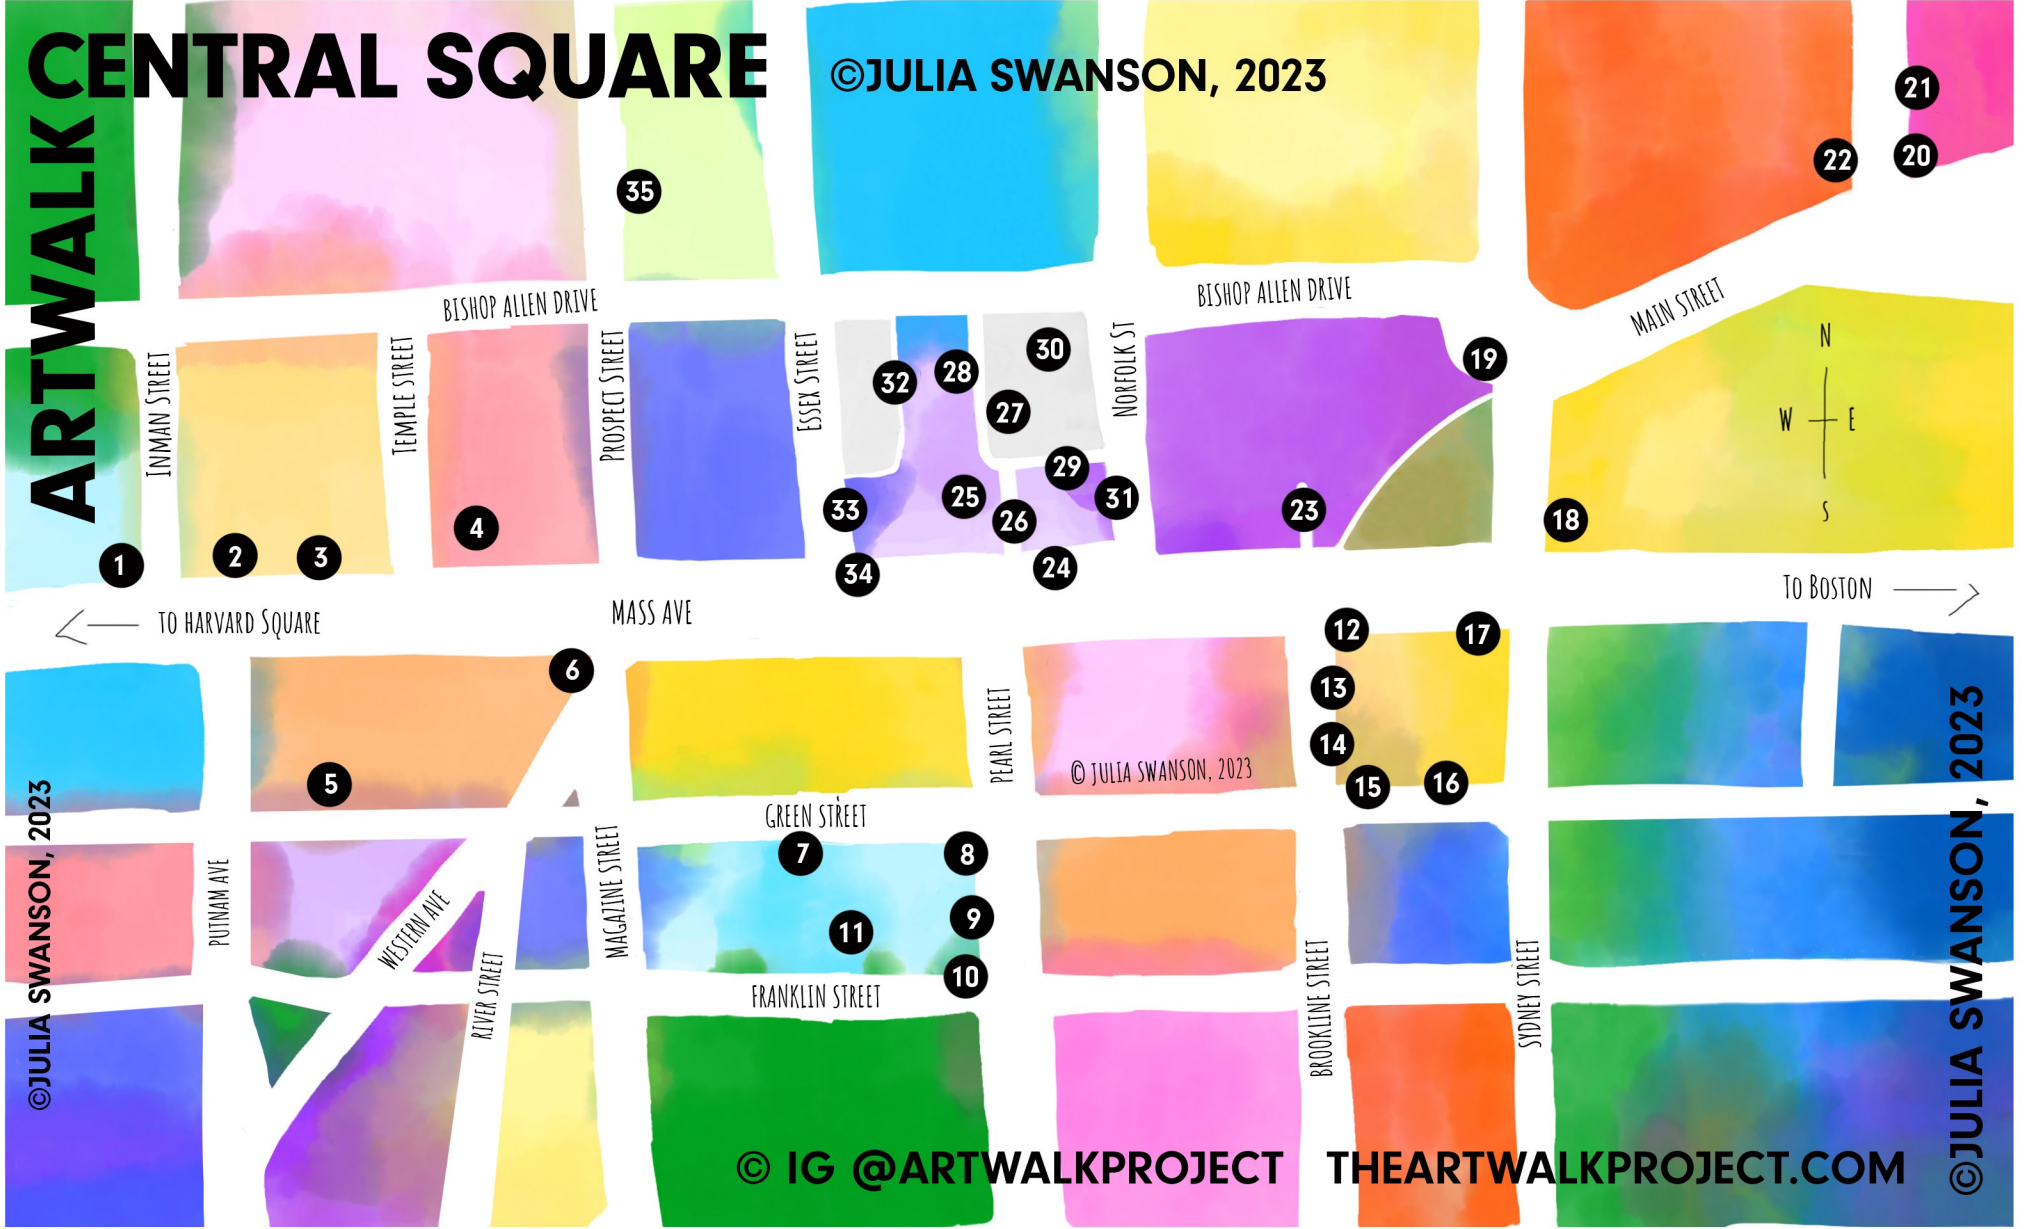 CENTRAL SQUARE
©JULIA SWANSON, 2023
ARTWALK
21
22
20
35
BISHOP ALLEN DRIVE
BISHOP ALLEN DRIVE
MAIN STREET
INMAN STREET
TEMPLE STREET
PROSPECT STREET
ESSEX STREET
NORFOLK ST
N
W E
S
30
19
32
28
27
29
25
31
33
26
23
18
1
2
3
4
34
24
TO HARVARD SQUARE
MASS AVE
TO BOSTON
12
17
6
13
14
5
15
16
PEARL STREET
© JULIA SWANSON, 2023
GREEN STREET
7
8
9
11
10
PUTNAM AVE
WESTERN AVE
RIVER STREET
MAGAZINE STREET
FRANKLIN STREET
BROOKLINE STREET
SYDNEY STREET
©JULIA SWANSON, 2023
©JULIA SWANSON, 2023
© IG @ARTWALKPROJECT
THEARTWALKPROJECT.COM